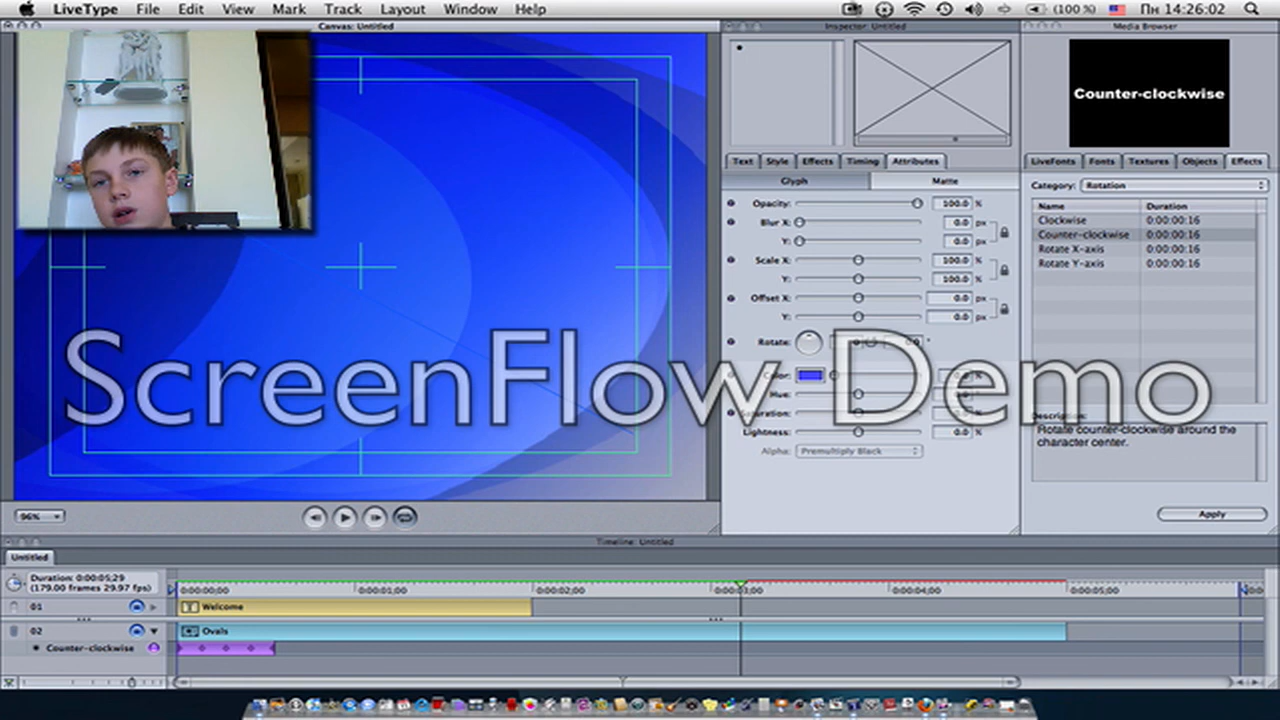 LiveType File Edit View Mark Track Layout Window Help (100 %) Пн 14:26:02
Canvas: Untitled
Inspector: Untitled
Media Browser
Counter-clockwise
Text Style Effects Timing Attributes
LiveFonts Fonts Textures Objects Effects
Glyph Matte
Category: Rotation
Opacity: 100.0 %
Name Duration
Blur X: 0.0 px
Clockwise 0:00:00:16
Y: 0.0
Counter-clockwise 0:00:00:16
Rotate X-axis 0:00:00:16
Scale X: 100.0 %
Rotate Y-axis 0:00:00:16
Y: 100.0
Offset X: 0.0 px
Y: 0.0
Rotate:
ScreenFlow Demo
Color:
Hue:
Saturation:
Description:
Lightness: 0.0 %
Rotate counter-clockwise around the
character center.
Alpha: Premultiply Black
96%
Apply
Timeline: Untitled
Untitled
Duration: 0:00:05;29
(179.00 frames 29.97 fps)
0:00:00;00 0:00:01;00 0:00:02;00 0:00:03;00 0:00:04;00 0:00:05;00
01 Welcome
02 Ovals
Counter-clockwise